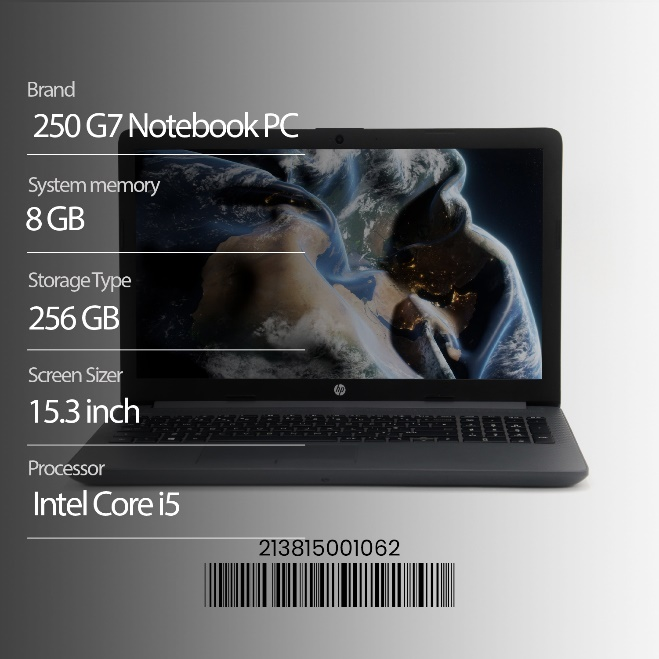 Brand
250 G7 Notebook PC
System memory
8 GB
Storage Type
256 GB
Screen Sizer
15.3 inch
hp
Processor
Intel Core i5
213815001062